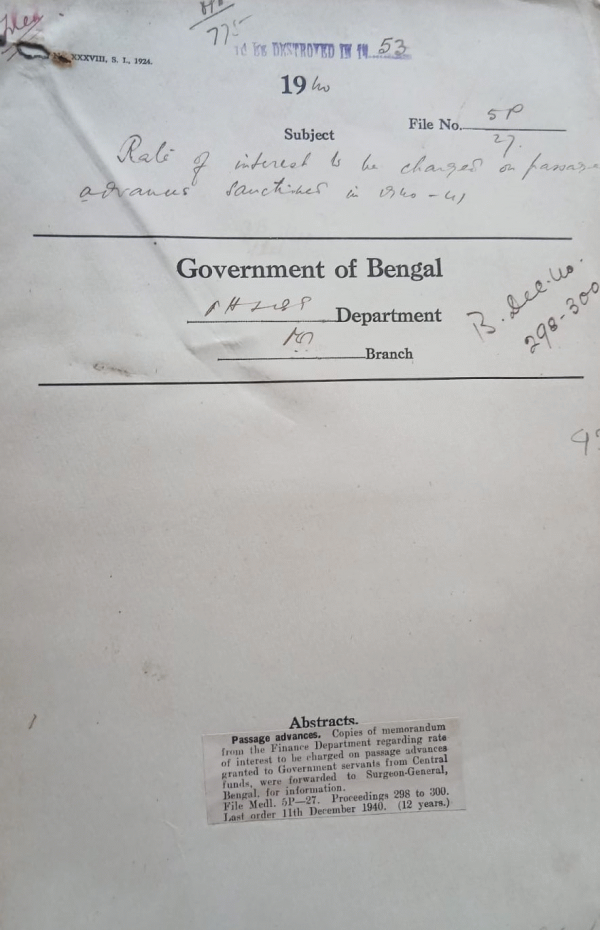 775
XXXVIII, S. I., 1924.
TO BE DESTROYED IN 19 53
1940
File No. 5P
27.
Subject
Rate of interest to be charged on passage
advances sanctioned in 1940-41
Government of Bengal
PHLSG Department
M Branch
B. Dec. 40.
298-300
Abstracts.
Passage advances. Copies of memorandum
from the Finance Department regarding rate
of interest to be charged on passage advances
granted to Government servants from Central
funds, were forwarded to Surgeon-General,
Bengal, for information.
File Medl. 5P—27. Proceedings 298 to 300.
Last order 11th December 1940. (12 years.)